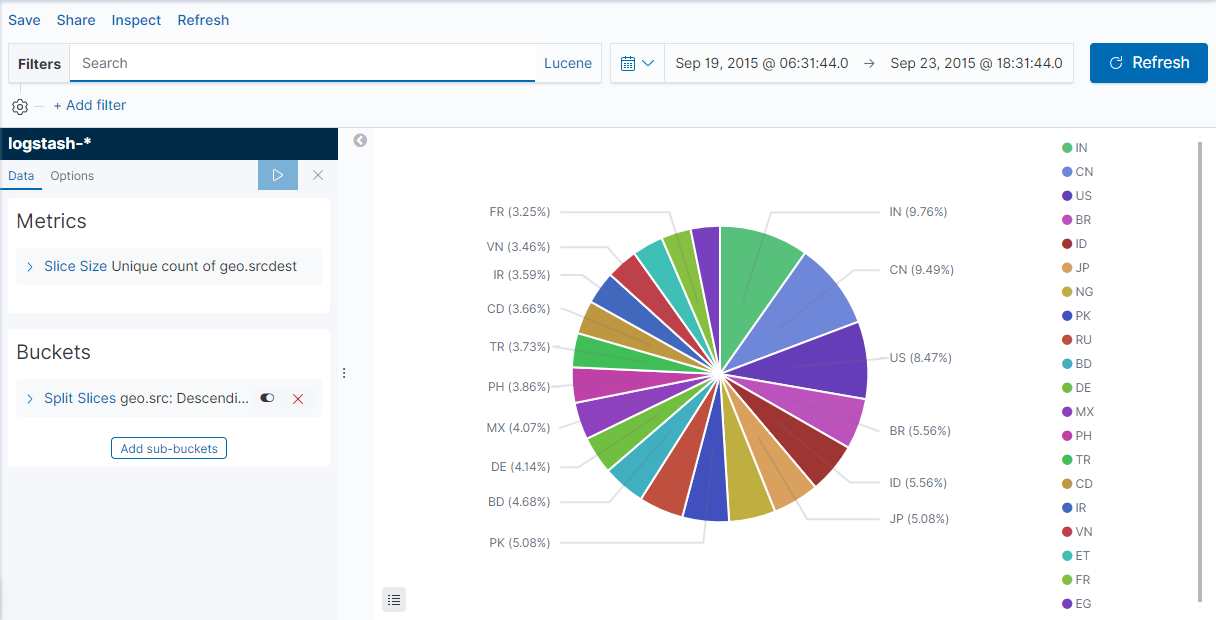 Save Share Inspect Refresh
Filters Search Lucene Sep 19, 2015 @ 06:31:44.0 → Sep 23, 2015 @ 18:31:44.0 Refresh
+ Add filter
logstash-*
Data Options
Metrics
Slice Size Unique count of geo.srcdest
Buckets
Split Slices geo.src: Descendi...
Add sub-buckets
FR (3.25%)
VN (3.46%)
IR (3.59%)
CD (3.66%)
TR (3.73%)
PH (3.86%)
MX (4.07%)
DE (4.14%)
BD (4.68%)
PK (5.08%)
IN (9.76%)
CN (9.49%)
US (8.47%)
BR (5.56%)
ID (5.56%)
JP (5.08%)
IN
CN
US
BR
ID
JP
NG
PK
RU
BD
DE
MX
PH
TR
CD
IR
VN
ET
FR
EG